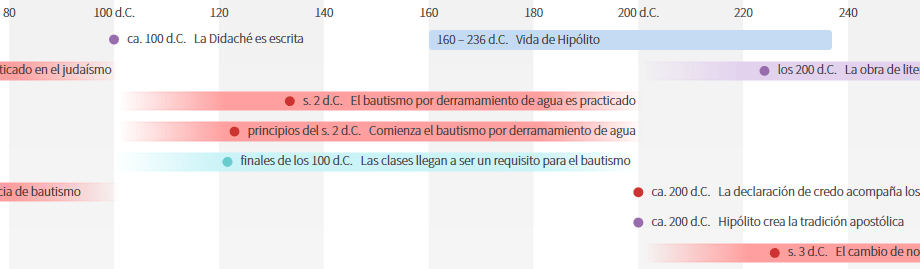 80 100 d.C. 120 140 160 180 200 d.C. 220 240
ca. 100 d.C. La Didaché es escrita 160 – 236 d.C. Vida de Hipólito
ticado en el judaísmo los 200 d.C. La obra de lite
s. 2 d.C. El bautismo por derramamiento de agua es practicado
principios del s. 2 d.C. Comienza el bautismo por derramamiento de agua
finales de los 100 d.C. Las clases llegan a ser un requisito para el bautismo
cia de bautismo ca. 200 d.C. La declaración de credo acompaña los
ca. 200 d.C. Hipólito crea la tradición apostólica
s. 3 d.C. El cambio de no